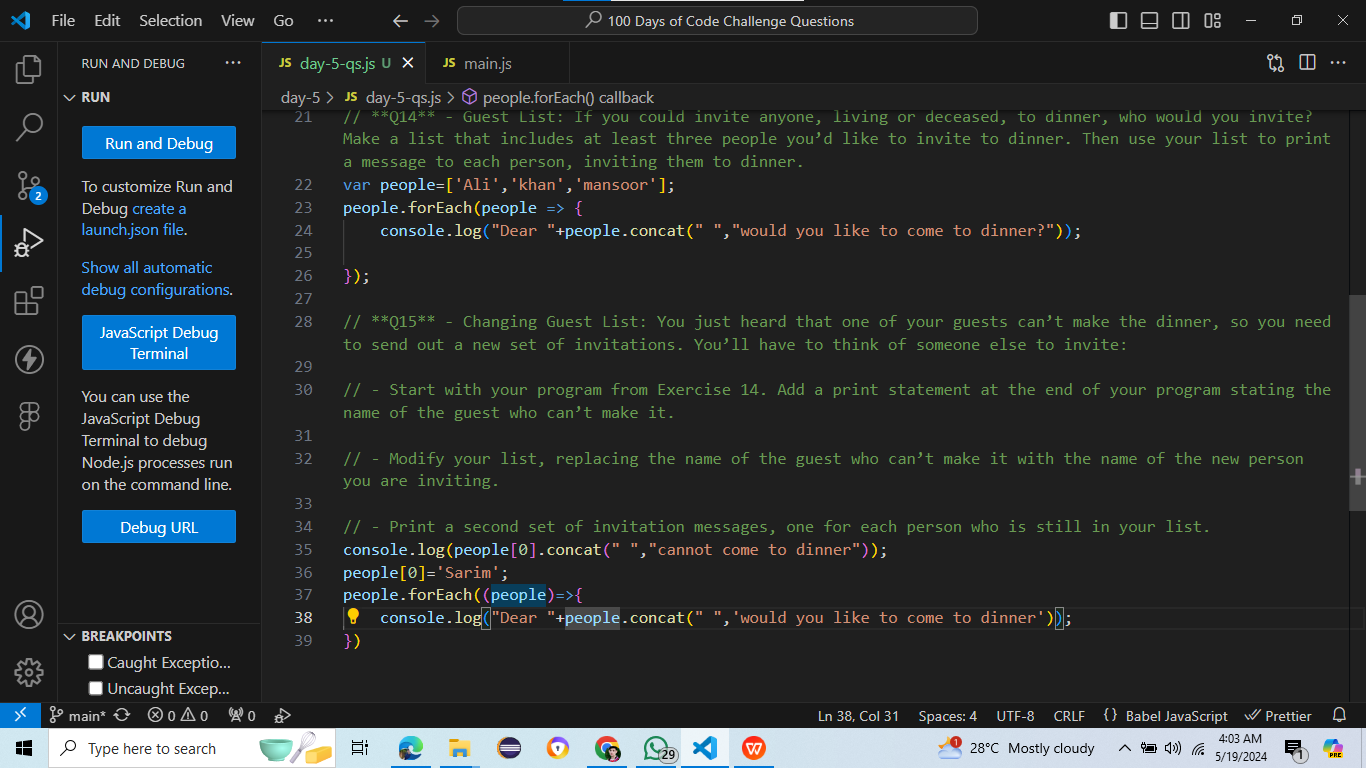 File Edit Selection View Go ··· 100 Days of Code Challenge Questions
RUN AND DEBUG ···
JS day-5-qs.js U
JS main.js
day-5 > JS day-5-qs.js > people.forEach() callback
RUN
Run and Debug
To customize Run and
Debug create a
launch.json file.
Show all automatic
debug configurations.
JavaScript Debug
Terminal
You can use the
JavaScript Debug
Terminal to debug
Node.js processes run
on the command line.
Debug URL
BREAKPOINTS
Caught Exceptio...
Uncaught Excep...
2
21 // **Q14** - Guest List: If you could invite anyone, living or deceased, to dinner, who would you invite?
Make a list that includes at least three people you’d like to invite to dinner. Then use your list to print
a message to each person, inviting them to dinner.
22 var people=['Ali','khan','mansoor'];
23 people.forEach(people => {
24 console.log("Dear "+people.concat(" ","would you like to come to dinner?"));
25
26 });
27
28 // **Q15** - Changing Guest List: You just heard that one of your guests can’t make the dinner, so you need
to send out a new set of invitations. You’ll have to think of someone else to invite:
29
30 // - Start with your program from Exercise 14. Add a print statement at the end of your program stating the
name of the guest who can’t make it.
31
32 // - Modify your list, replacing the name of the guest who can’t make it with the name of the new person
you are inviting.
33
34 // - Print a second set of invitation messages, one for each person who is still in your list.
35 console.log(people[0].concat(" ","cannot come to dinner"));
36 people[0]='Sarim';
37 people.forEach((people)=>{
38 console.log("Dear "+people.concat(" ",'would you like to come to dinner'));
39 })
main* 0 0 0 Ln 38, Col 31 Spaces: 4 UTF-8 CRLF {} Babel JavaScript Prettier
Type here to search 29 1 28°C Mostly cloudy 4:03 AM 1 PRE
5/19/2024